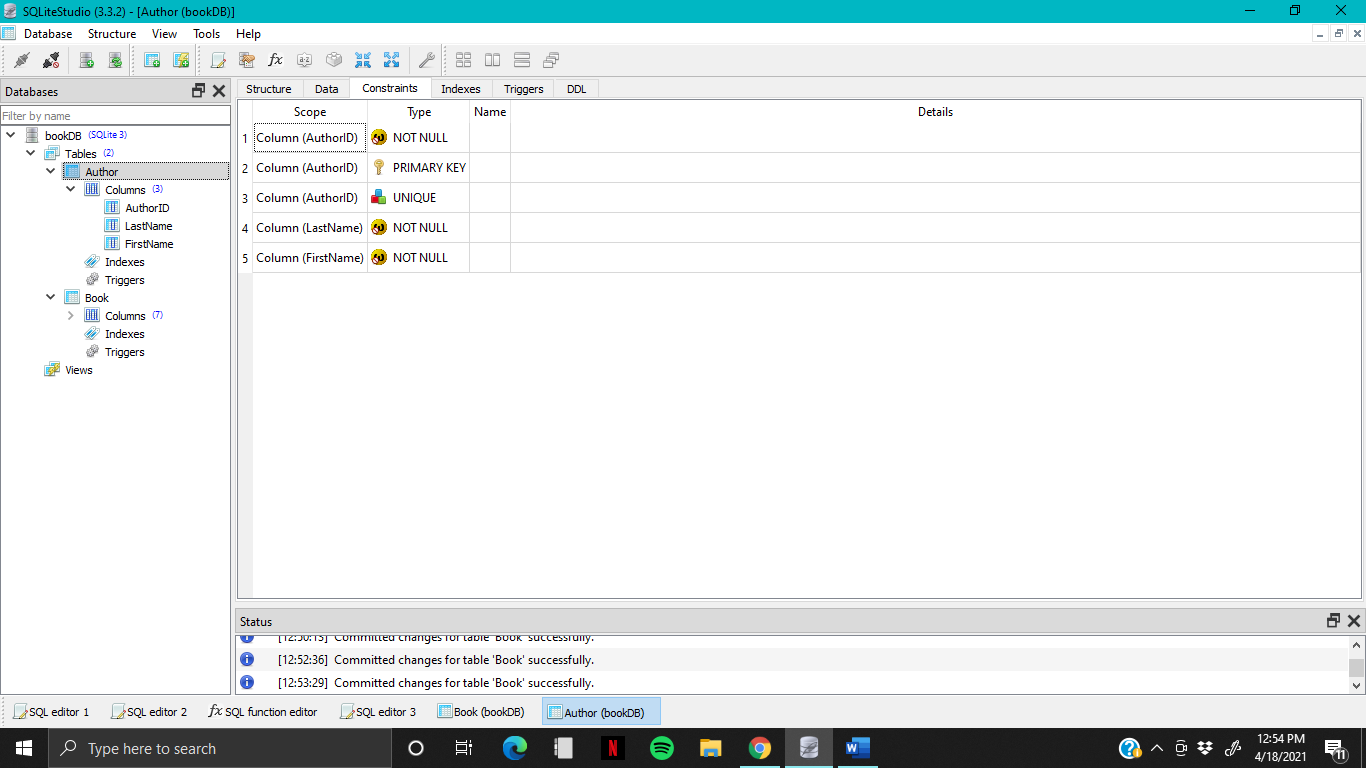 SQLiteStudio (3.3.2) - [Author (bookDB)]
Database Structure View Tools Help
Databases
Filter by name
bookDB (SQLite 3)
Tables (2)
Author
Columns (3)
AuthorID
LastName
FirstName
Indexes
Triggers
Book
Columns (7)
Indexes
Triggers
Views
Structure Data Constraints Indexes Triggers DDL
Scope Type Name Details
1 Column (AuthorID) NOT NULL
2 Column (AuthorID) PRIMARY KEY
3 Column (AuthorID) UNIQUE
4 Column (LastName) NOT NULL
5 Column (FirstName) NOT NULL
Status
[12:50:13] Committed changes for table 'Book' successfully.
[12:52:36] Committed changes for table 'Book' successfully.
[12:53:29] Committed changes for table 'Book' successfully.
SQL editor 1 SQL editor 2 SQL function editor SQL editor 3 Book (bookDB) Author (bookDB)
Type here to search
12:54 PM
4/18/2021
11